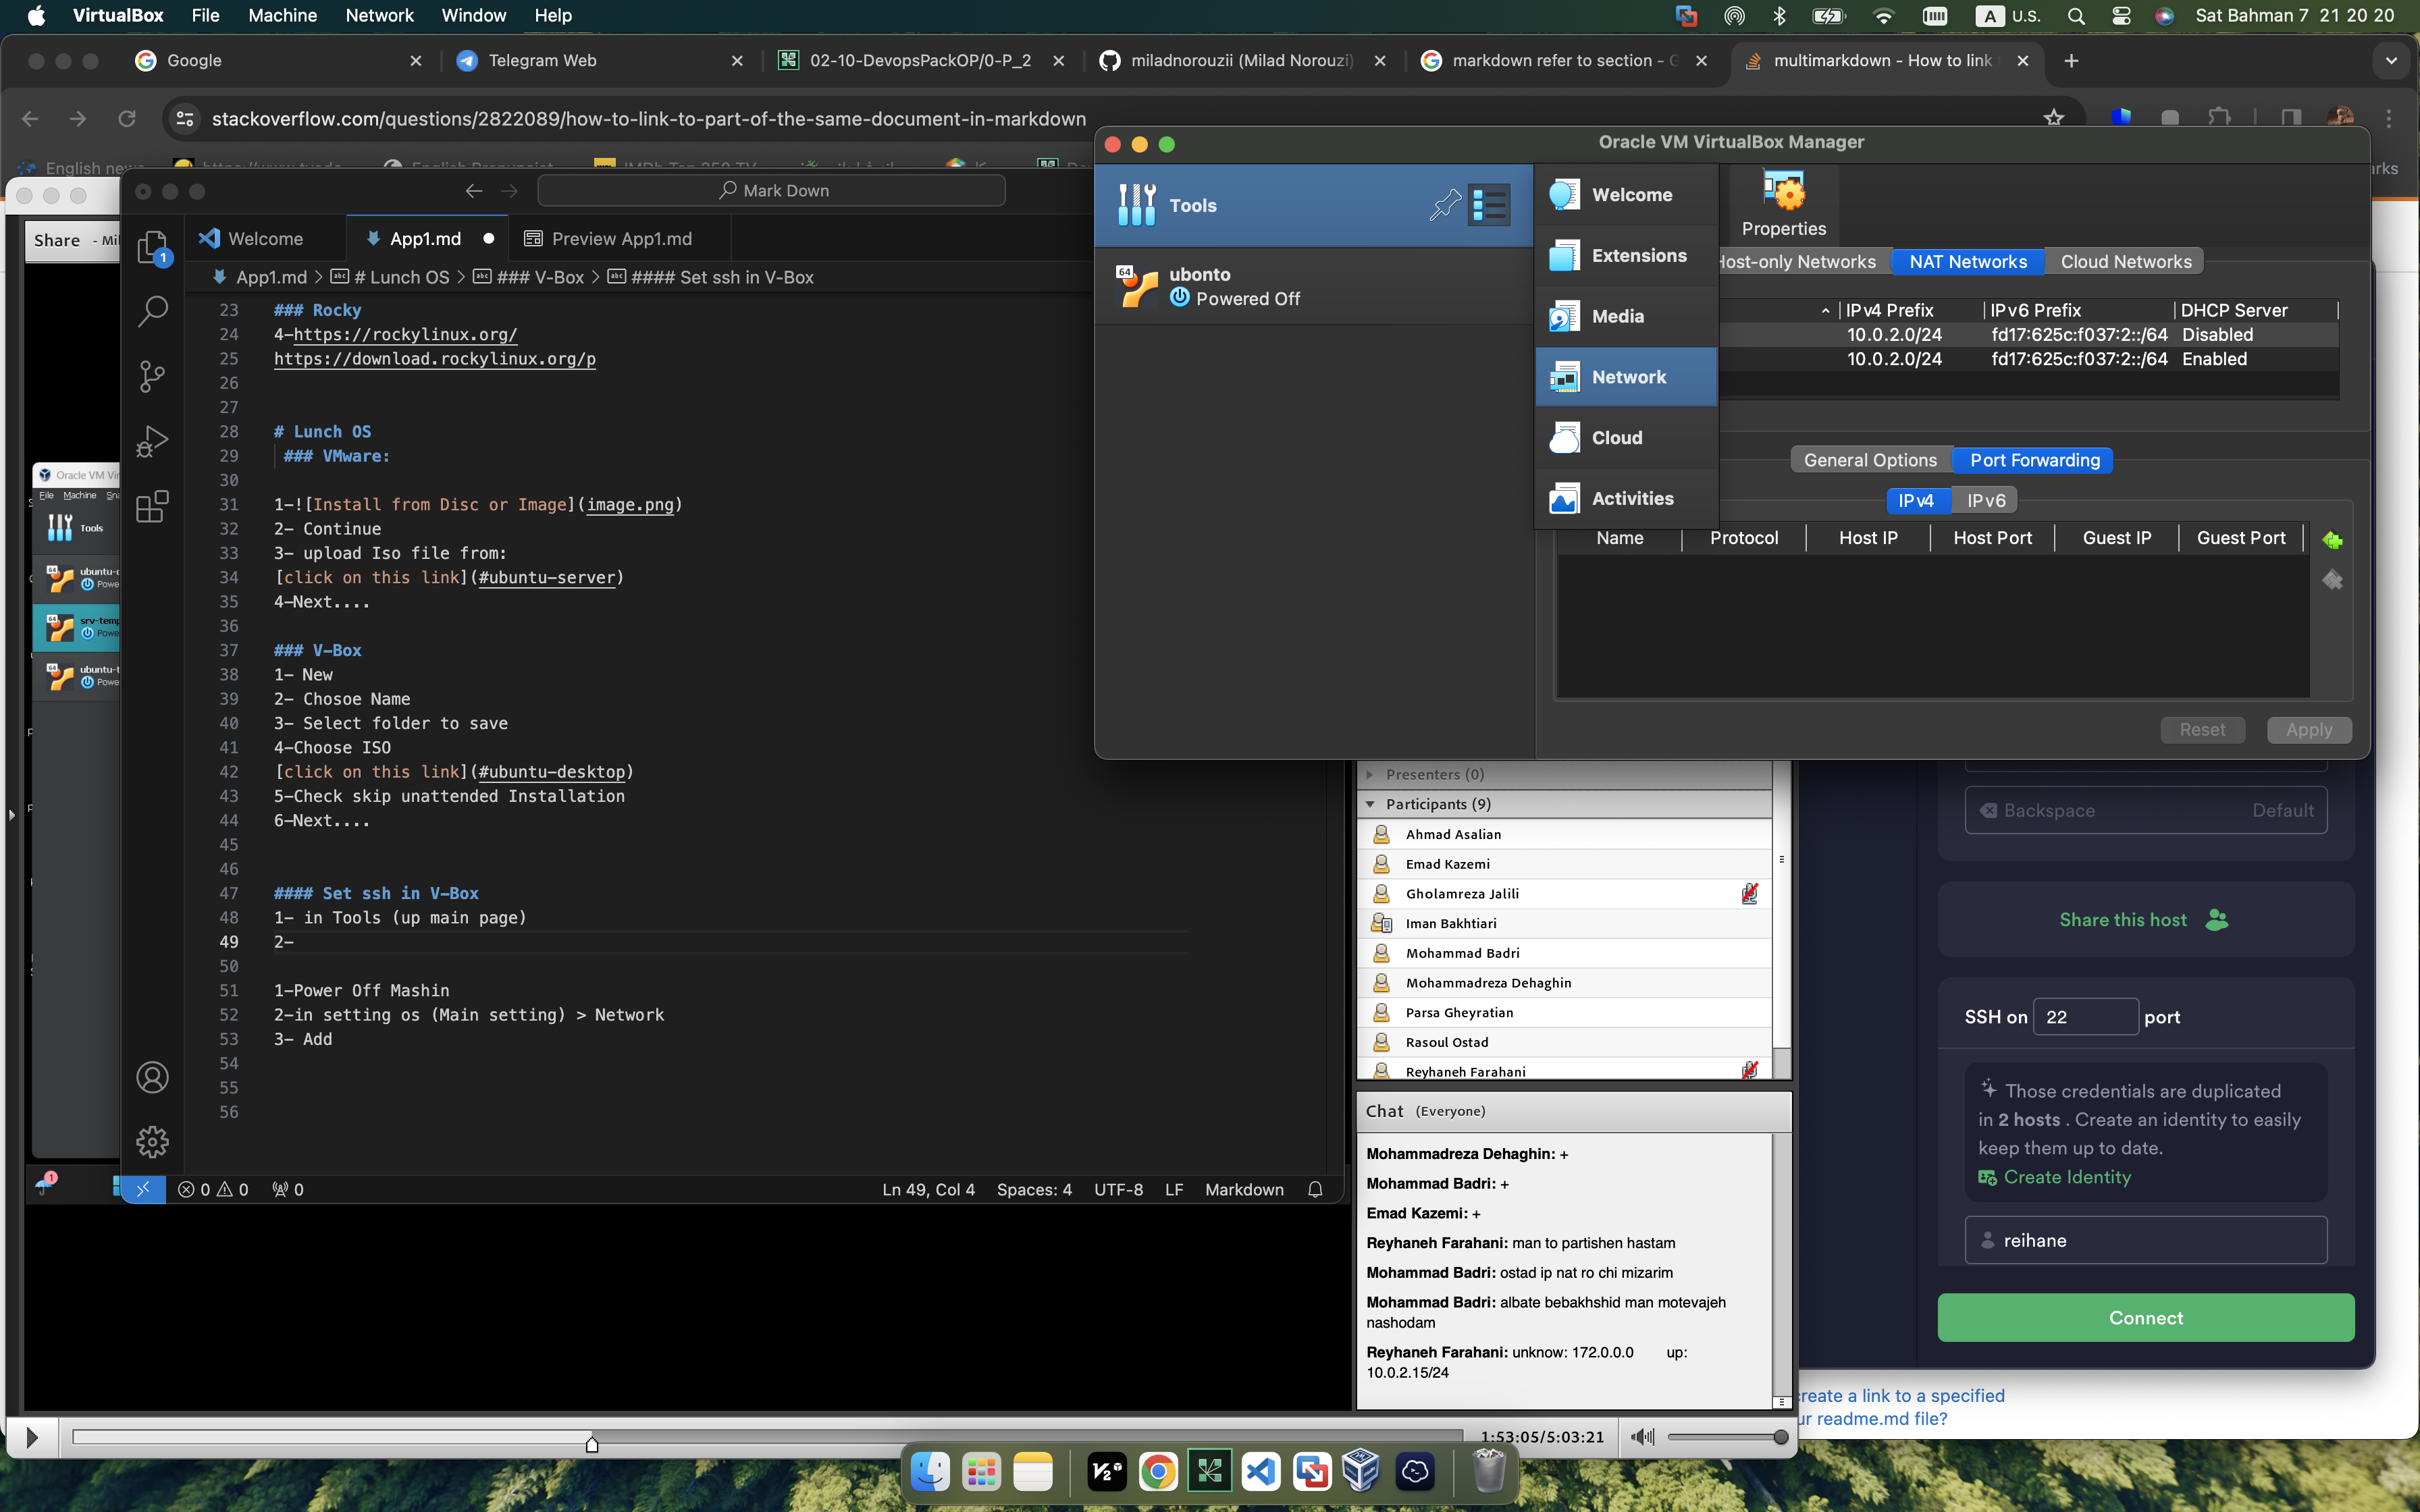 VirtualBox File Machine Network Window Help
A U.S. Sat Bahman 7 21 20 20
Google
Telegram Web
02-10-DevopsPackOP/0-P_2
miladnorouzii (Milad Norouzi)
markdown refer to section - G
multimarkdown - How to link
stackoverflow.com/questions/2822089/how-to-link-to-part-of-the-same-document-in-markdown
Share - Mil
Oracle VM Vir
File Machine Sna
Tools
ubuntu-d
Powe
srv-temp
Powe
ubuntu-t
Powe
Mark Down
1
Welcome
App1.md
Preview App1.md
App1.md > # Lunch OS > ### V-Box > #### Set ssh in V-Box
23 ### Rocky
24 4-https://rockylinux.org/
25 https://download.rockylinux.org/p
26
27
28 # Lunch OS
29 ### VMware:
30
31 1-![Install from Disc or Image](image.png)
32 2- Continue
33 3- upload Iso file from:
34 [click on this link](#ubuntu-server)
35 4-Next....
36
37 ### V-Box
38 1- New
39 2- Chosoe Name
40 3- Select folder to save
41 4-Choose ISO
42 [click on this link](#ubuntu-desktop)
43 5-Check skip unattended Installation
44 6-Next....
45
46
47 #### Set ssh in V-Box
48 1- in Tools (up main page)
49 2-
50
51 1-Power Off Mashin
52 2-in setting os (Main setting) > Network
53 3- Add
54
55
56
0 0 0
Ln 49, Col 4 Spaces: 4 UTF-8 LF Markdown
1
Oracle VM VirtualBox Manager
Tools
64 ubonto
Powered Off
Welcome
Extensions
Media
Network
Cloud
Activities
Properties
Host-only Networks NAT Networks Cloud Networks
IPv4 Prefix IPv6 Prefix DHCP Server
10.0.2.0/24 fd17:625c:f037:2::/64 Disabled
10.0.2.0/24 fd17:625c:f037:2::/64 Enabled
General Options Port Forwarding
IPv4 IPv6
Name Protocol Host IP Host Port Guest IP Guest Port
Reset Apply
Presenters (0)
Participants (9)
Ahmad Asalian
Emad Kazemi
Gholamreza Jalili
Iman Bakhtiari
Mohammad Badri
Mohammadreza Dehaghin
Parsa Gheyratian
Rasoul Ostad
Reyhaneh Farahani
Chat (Everyone)
Mohammadreza Dehaghin: +
Mohammad Badri: +
Emad Kazemi: +
Reyhaneh Farahani: man to partishen hastam
Mohammad Badri: ostad ip nat ro chi mizarim
Mohammad Badri: albate bebakhshid man motevajeh
nashodam
Reyhaneh Farahani: unknow: 172.0.0.0 up:
10.0.2.15/24
1:53:05/5:03:21
Backspace Default
Share this host
SSH on 22 port
Those credentials are duplicated
in 2 hosts . Create an identity to easily
keep them up to date.
Create Identity
reihane
Connect
create a link to a specified
ur readme.md file?